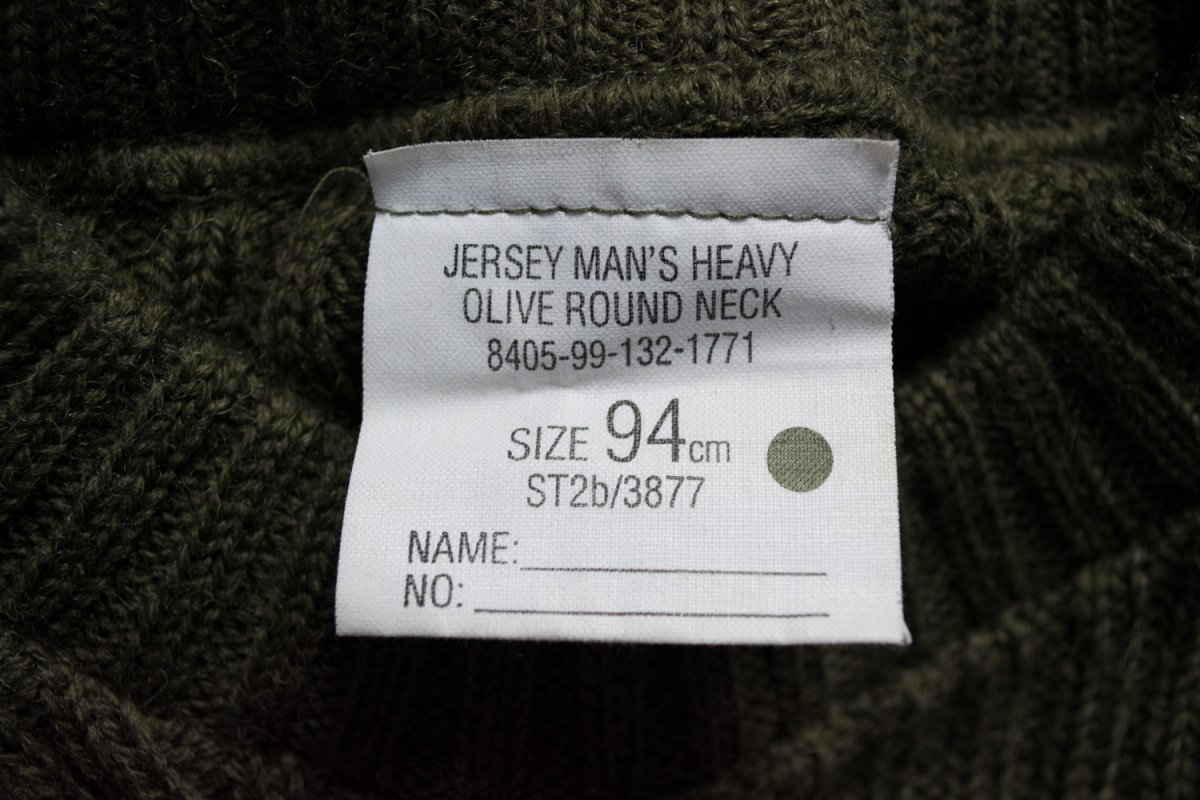 JERSEY MAN'S HEAVY
OLIVE ROUND NECK
8405-99-132-1771
SIZE 94cm
ST2b/3877
NAME:
NO: